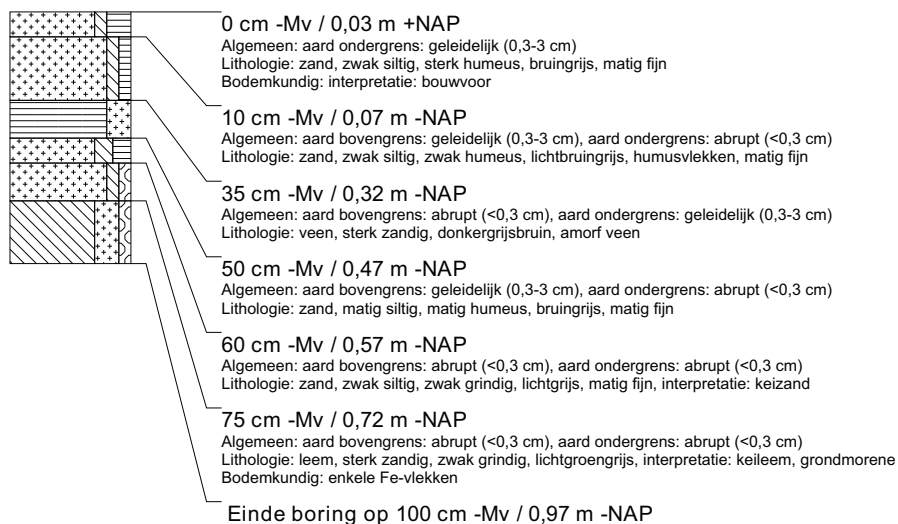 0 cm -Mv / 0,03 m +NAP
Algemeen: aard ondergrens: geleidelijk (0,3-3 cm)
Lithologie: zand, zwak siltig, sterk humeus, bruingrijs, matig fijn
Bodemkundig: interpretatie: bouwvoor
10 cm -Mv / 0,07 m -NAP
Algemeen: aard bovengrens: geleidelijk (0,3-3 cm), aard ondergrens: abrupt (<0,3 cm)
Lithologie: zand, zwak siltig, zwak humeus, lichtbruingrijs, humusvlekken, matig fijn
35 cm -Mv / 0,32 m -NAP
Algemeen: aard bovengrens: abrupt (<0,3 cm), aard ondergrens: geleidelijk (0,3-3 cm)
Lithologie: veen, sterk zandig, donkergrijsbruin, amorf veen
50 cm -Mv / 0,47 m -NAP
Algemeen: aard bovengrens: geleidelijk (0,3-3 cm), aard ondergrens: abrupt (<0,3 cm)
Lithologie: zand, matig siltig, matig humeus, bruingrijs, matig fijn
60 cm -Mv / 0,57 m -NAP
Algemeen: aard bovengrens: abrupt (<0,3 cm), aard ondergrens: abrupt (<0,3 cm)
Lithologie: zand, zwak siltig, zwak grindig, lichtgrijs, matig fijn, interpretatie: keizand
75 cm -Mv / 0,72 m -NAP
Algemeen: aard bovengrens: abrupt (<0,3 cm), aard ondergrens: abrupt (<0,3 cm)
Lithologie: leem, sterk zandig, zwak grindig, lichtgroengrijs, interpretatie: keileem, grondmorene
Bodemkundig: enkele Fe-vlekken
Einde boring op 100 cm -Mv / 0,97 m -NAP